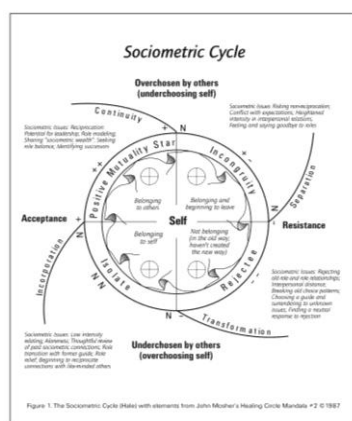 Sociometric Cycle
Overchosen by others
(underchoosing self)
Continuity
Sociometric Issues: Reciprocation:
Potential for leadership; Role modeling;
Sharing "sociometric wealth"; Seeking
role balance; Identifying successors
Sociometric Issues: Risking nonreciprocation;
Conflict with expectations; Heightened
intensity in interpersonal relations;
Feeling and saying goodbye to roles
+ N
Positive Mutuality Star
++
Incongruity
+ -
Separation
Belonging
to others
Belonging and
beginning to leave
Acceptance
+
N
Self
N
-
Resistance
Belonging
to self
Not belonging
(in the old way,
haven't created
the new way)
Incorporation
Isolate
NN
Rejectee
- -
Sociometric Issues: Rejecting
old role and role relationships;
Interpersonal distance;
Breaking old choice patterns;
Choosing a guide and
surrendering to unknown
issues; Finding a neutral
response to rejection
N -
Transformation
Sociometric Issues: Low intensity
relating; Aloneness; Thoughtful review
of past sociometric connections; Role
transition with former guide; Role
relief; Beginning to reciprocate
connections with like-minded others
Underchosen by others
(overchoosing self)
Figure 1. The Sociometric Cycle (Hale) with elements from John Mosher's Healing Circle Mandala #2 © 1987